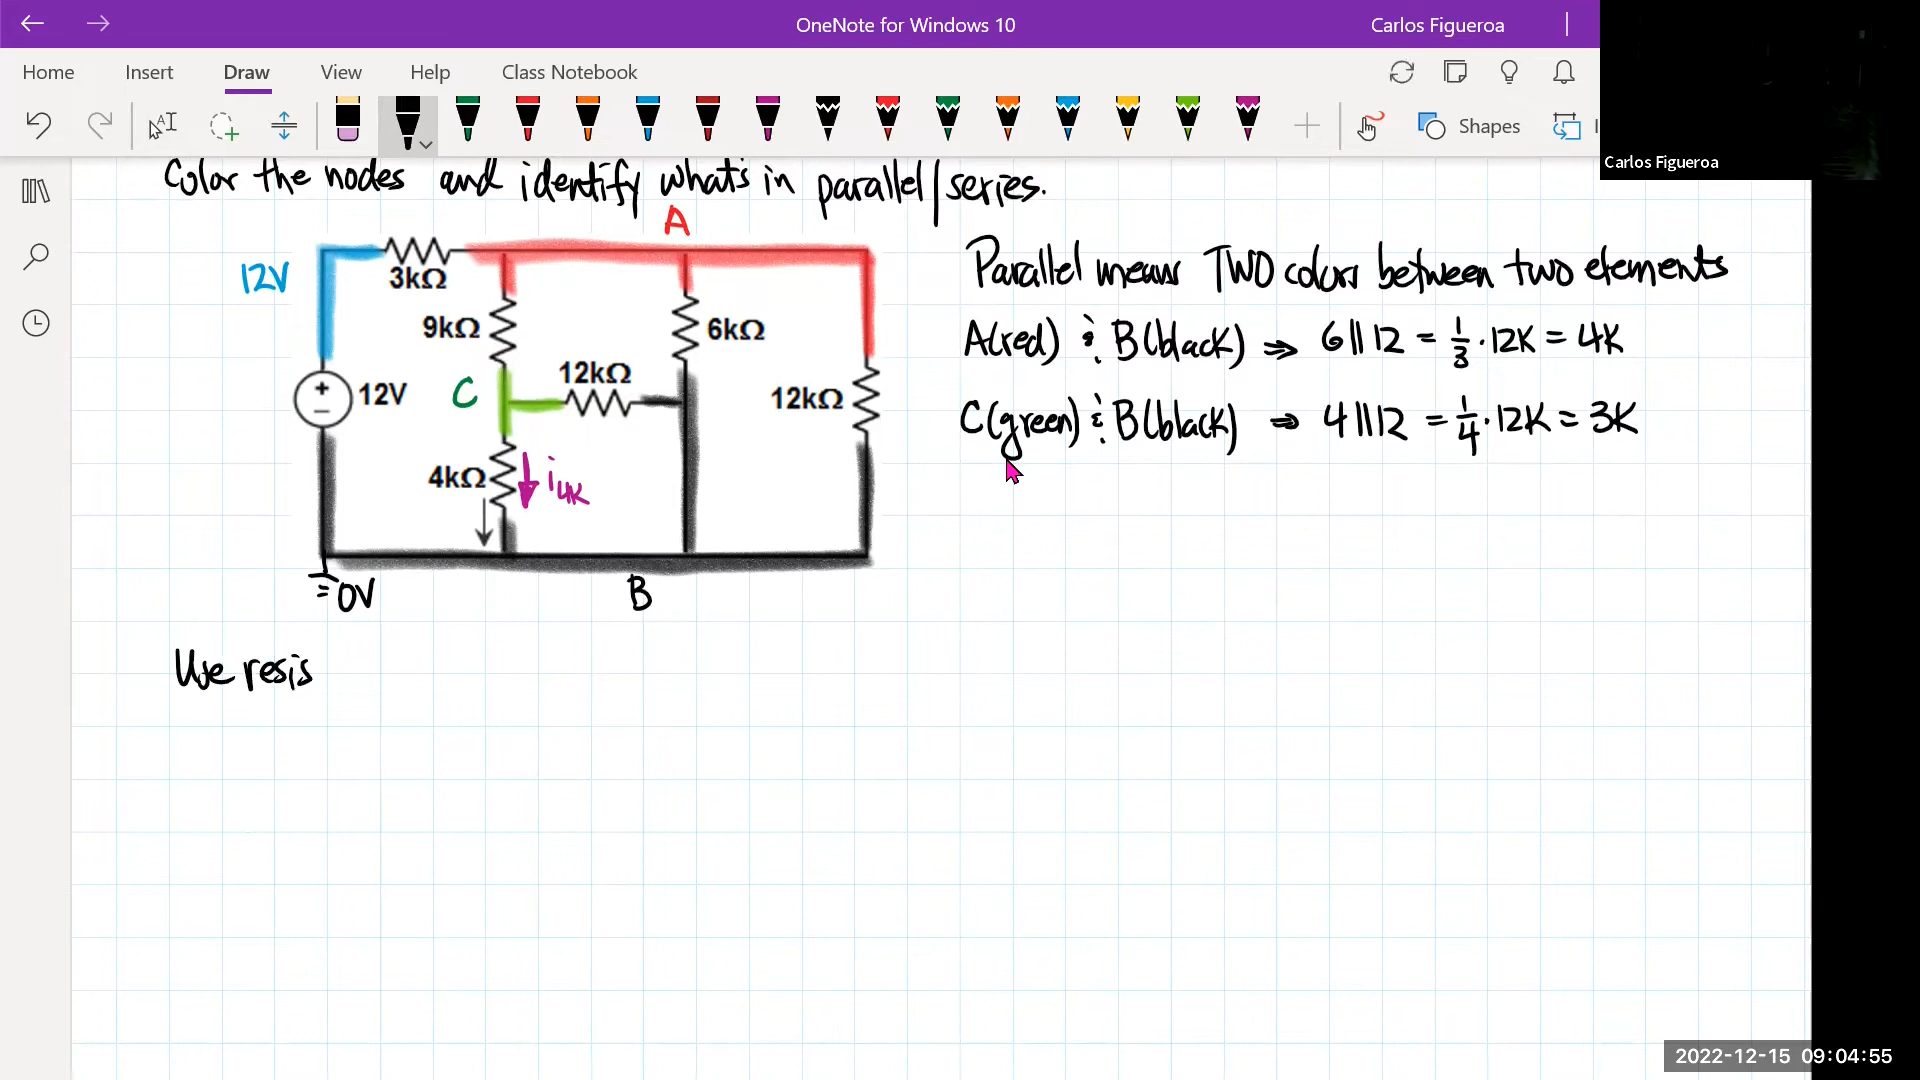 OneNote for Windows 10
Carlos Figueroa
Home Insert Draw View Help Class Notebook
Shapes
Carlos Figueroa
Color the nodes and identify what's in parallel/series.
A
12V
3kΩ
9kΩ
6kΩ
12V
C
12kΩ
12kΩ
4kΩ
i4K
0V
B
Parallel means TWO colors between two elements
A(red) & B(black) ⇒ 6||12 = 1/3 · 12K = 4K
C(green) & B(black) ⇒ 4||12 = 1/4 · 12K = 3K
Use resis
2022-12-15 09:04:55